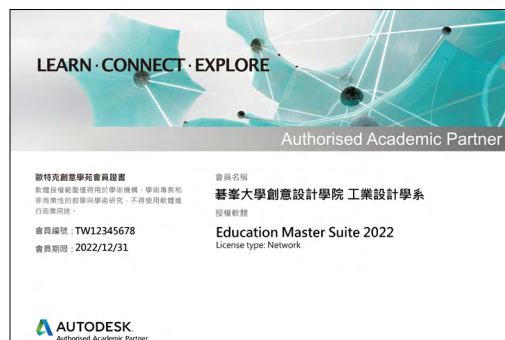 LEARN · CONNECT · EXPLORE
Authorised Academic Partner
歐特克創意學苑會員證書
軟體授權範圍僅得用於學術機構、學術專案和
非商業性的教學與學術研究，不得使用軟體進
行商業用途。
會員編號：TW12345678
會員期限：2022/12/31
會員名稱
碁峯大學創意設計學院 工業設計學系
授權軟體
Education Master Suite 2022
License type: Network
AUTODESK
Authorised Academic Partner